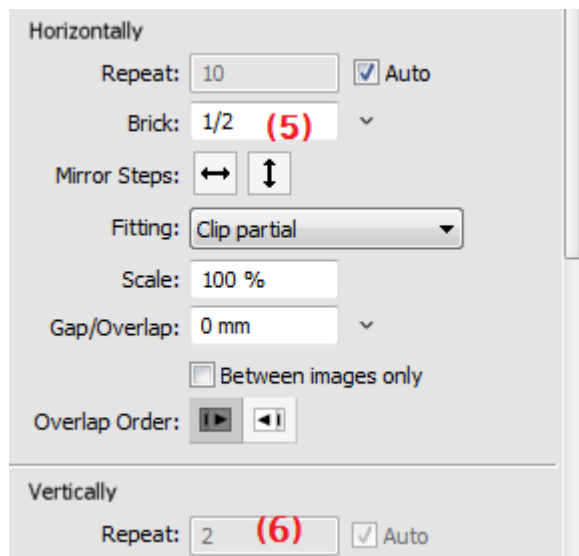 Horizontally
Repeat: 10 Auto
Brick: 1/2 (5)
Mirror Steps:
Fitting: Clip partial
Scale: 100 %
Gap/Overlap: 0 mm
Between images only
Overlap Order:
Vertically
Repeat: 2 (6) Auto